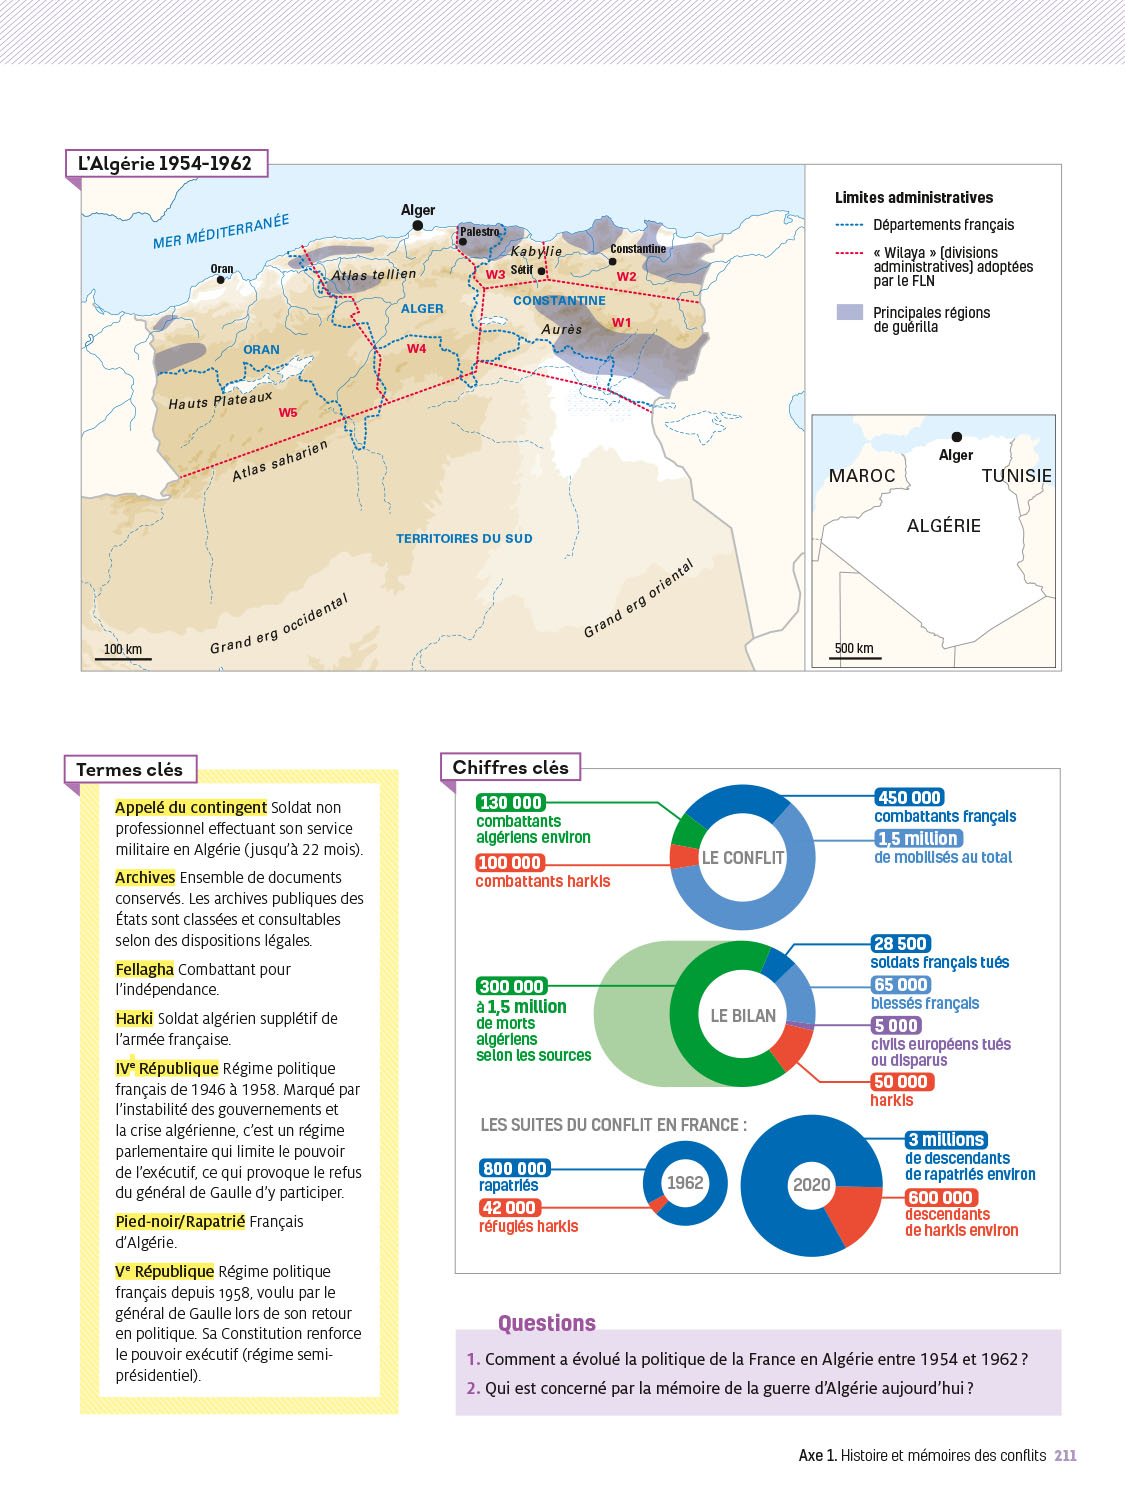 L'Algérie 1954-1962
MER MÉDITERRANÉE
Alger
Palestro
Kabylie
Constantine
Oran
Atlas tellien
W3
Sétif
W2
ALGER
CONSTANTINE
Aurès
W1
ORAN
W4
Hauts Plateaux
W5
Atlas saharien
TERRITOIRES DU SUD
Grand erg occidental
Grand erg oriental
100 km
Limites administratives
Départements français
« Wilaya » (divisions
administratives) adoptées
par le FLN
Principales régions
de guérilla
Alger
MAROC
TUNISIE
ALGÉRIE
500 km
Termes clés
Appelé du contingent Soldat non
professionnel effectuant son service
militaire en Algérie (jusqu'à 22 mois).
Archives Ensemble de documents
conservés. Les archives publiques des
États sont classées et consultables
selon des dispositions légales.
Fellagha Combattant pour
l'indépendance.
Harki Soldat algérien supplétif de
l'armée française.
IVe République Régime politique
français de 1946 à 1958. Marqué par
l'instabilité des gouvernements et
la crise algérienne, c'est un régime
parlementaire qui limite le pouvoir
de l'exécutif, ce qui provoque le refus
du général de Gaulle d'y participer.
Pied-noir/Rapatrié Français
d'Algérie.
Ve République Régime politique
français depuis 1958, voulu par le
général de Gaulle lors de son retour
en politique. Sa Constitution renforce
le pouvoir exécutif (régime semi-
présidentiel).
Chiffres clés
130 000
combattants
algériens environ
100 000
combattants harkis
LE CONFLIT
450 000
combattants français
1,5 million
de mobilisés au total
300 000
à 1,5 million
de morts
algériens
selon les sources
LE BILAN
28 500
soldats français tués
65 000
blessés français
5 000
civils européens tués
ou disparus
50 000
harkis
LES SUITES DU CONFLIT EN FRANCE :
800 000
rapatriés
42 000
réfugiés harkis
1962
2020
3 millions
de descendants
de rapatriés environ
600 000
descendants
de harkis environ
Questions
1. Comment a évolué la politique de la France en Algérie entre 1954 et 1962 ?
2. Qui est concerné par la mémoire de la guerre d'Algérie aujourd'hui ?
Axe 1. Histoire et mémoires des conflits 211